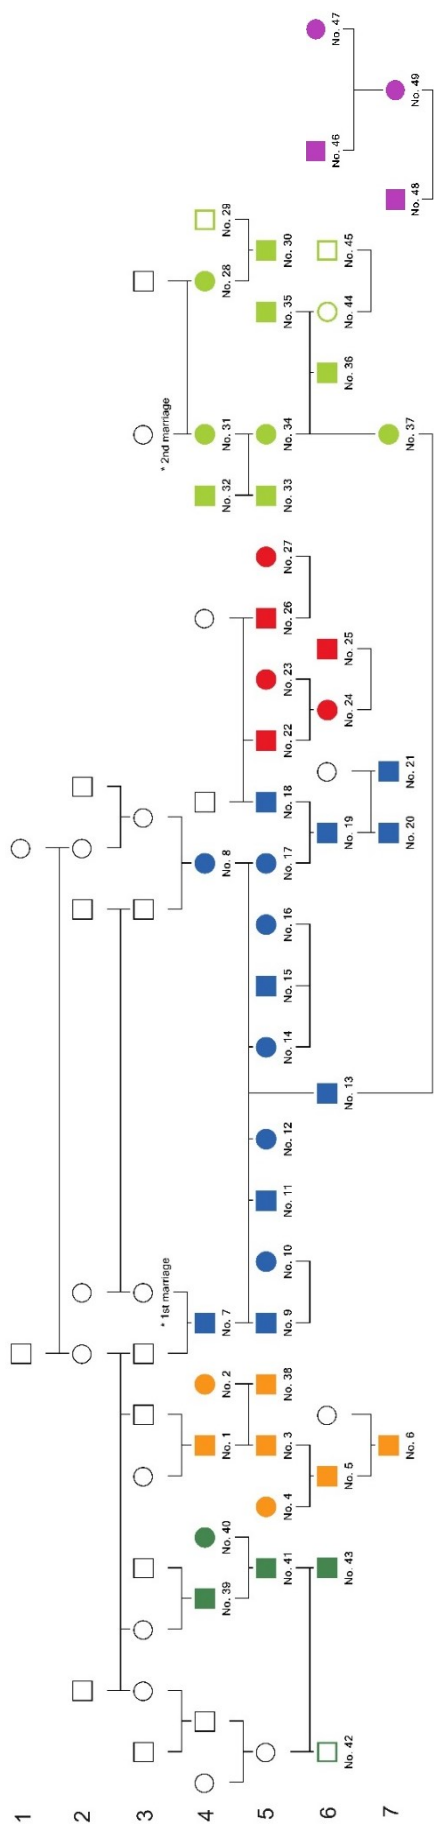 1
2
3
* 1st marriage
* 2nd marriage
4
No. 39
No. 40
No. 1
No. 2
No. 7
No. 8
No. 32
No. 31
No. 28
No. 29
5
No. 41
No. 4
No. 3
No. 38
No. 9
No. 10
No. 11
No. 12
No. 14
No. 15
No. 16
No. 17
No. 18
No. 22
No. 23
No. 26
No. 27
No. 33
No. 34
No. 35
No. 30
6
No. 42
No. 43
No. 5
No. 13
No. 19
No. 24
No. 25
No. 36
No. 44
No. 45
No. 46
No. 47
7
No. 6
No. 20
No. 21
No. 37
No. 48
No. 49